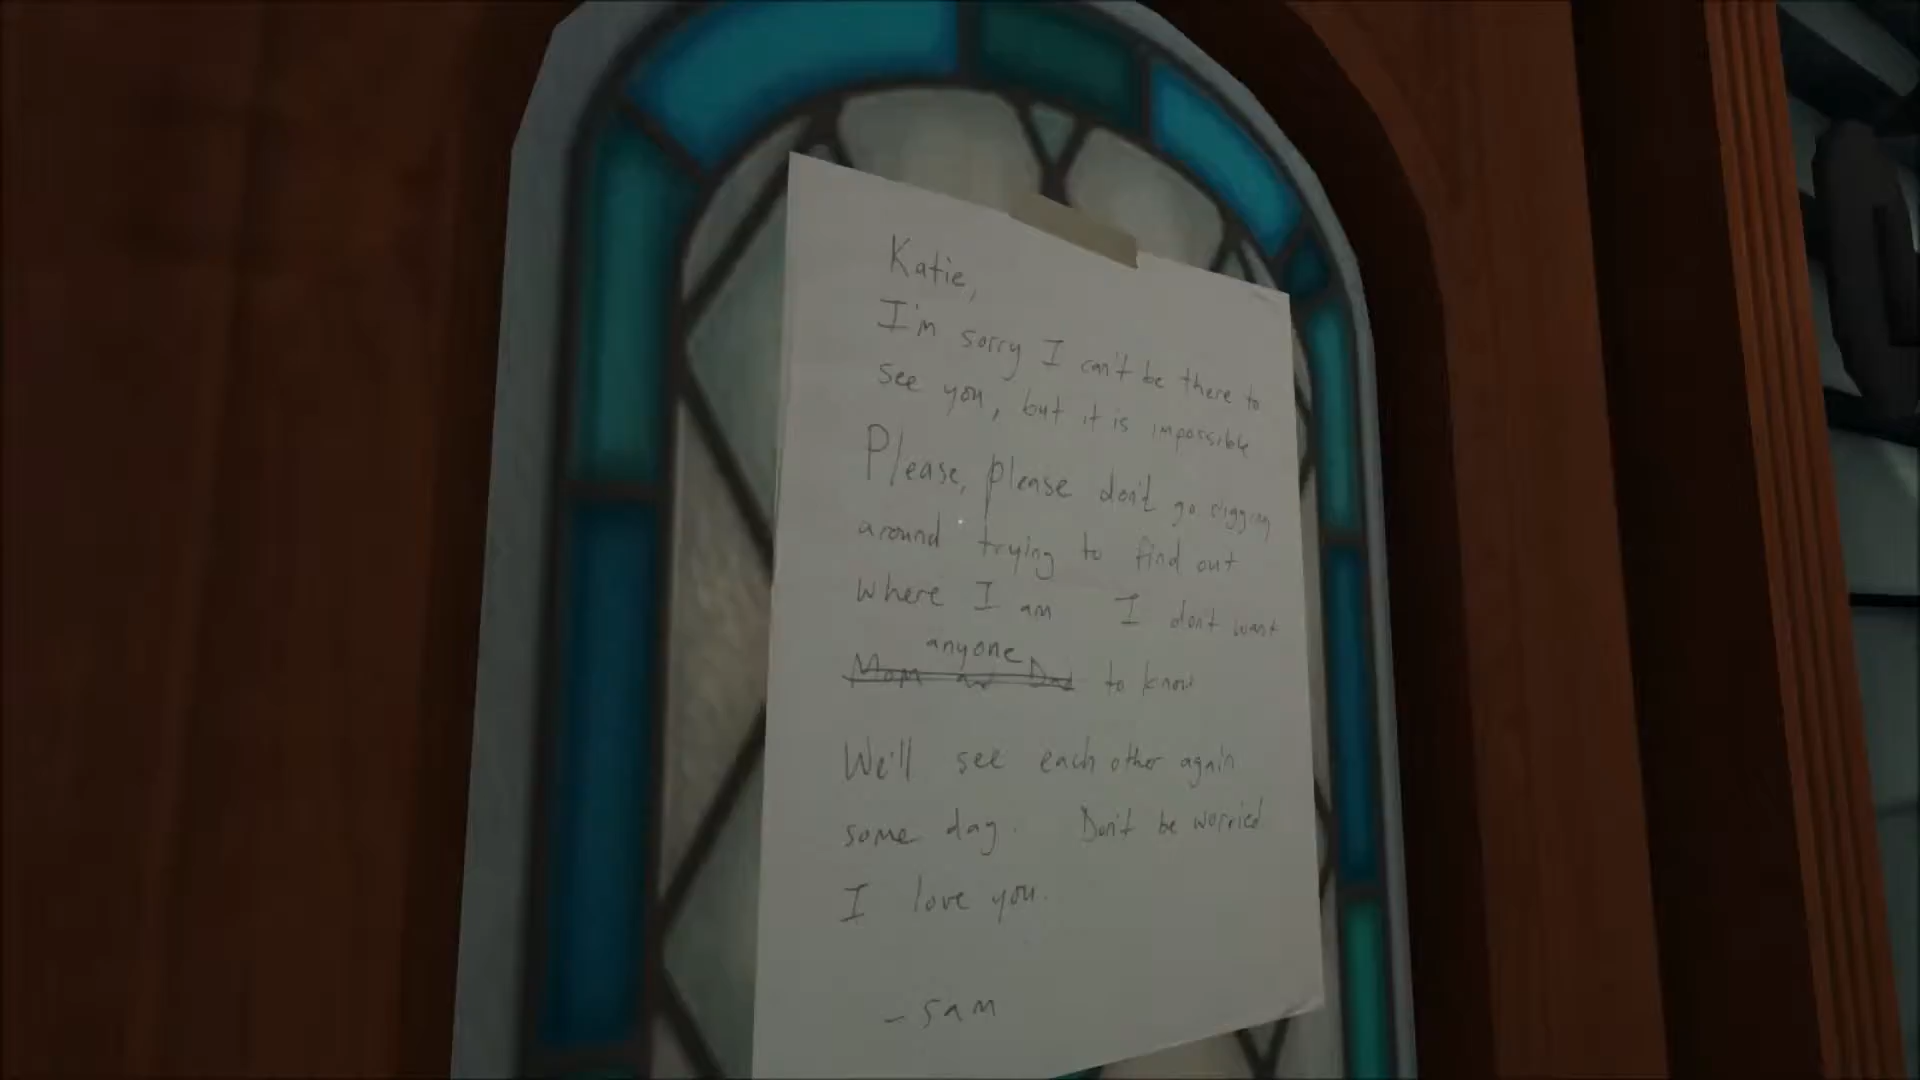 Katie,
I'm sorry I can't be there to
see you, but it is impossible
Please, please don't go digging
around trying to find out
where I am I don't want
anyone
Mom and Dad to know
We'll see each other again
some day. Don't be worried
I love you.
- Sam